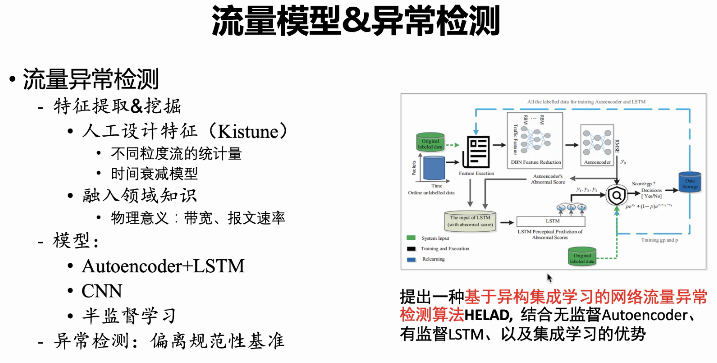 流量模型&异常检测
• 流量异常检测
- 特征提取&挖掘
• 人工设计特征（Kistune）
• 不同粒度流的统计量
• 时间衰减模型
• 融入领域知识
• 物理意义：带宽、报文速率
- 模型：
• Autoencoder+LSTM
• CNN
• 半监督学习
- 异常检测：偏离规范性基准
All the labelled data for training Autoencoder and LSTM
Original
labeled data
Packets
Time
Online unlabelled data
Feature Exection
Traffic Feature
RBM
...
RBM
DBN Feature Reduction
Autoencoder
RMSE
Autoencoder's
Abnormal Score
The input of LSTM
(with abnormal score)
LSTM
LSTM Perceptual Prediction of
Abnormal Scores
Score≥gp ?
Decisions
[ Yes/No]
Data
Storage
Training gp and p
Original
labeled data
System Input
Training and Execution
Relearning
提出一种基于异构集成学习的网络流量异常
检测算法HELAD, 结合无监督Autoencoder、
有监督LSTM、以及集成学习的优势